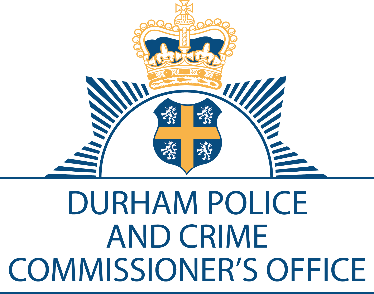 DURHAM POLICE
AND CRIME
COMMISSIONER'S OFFICE